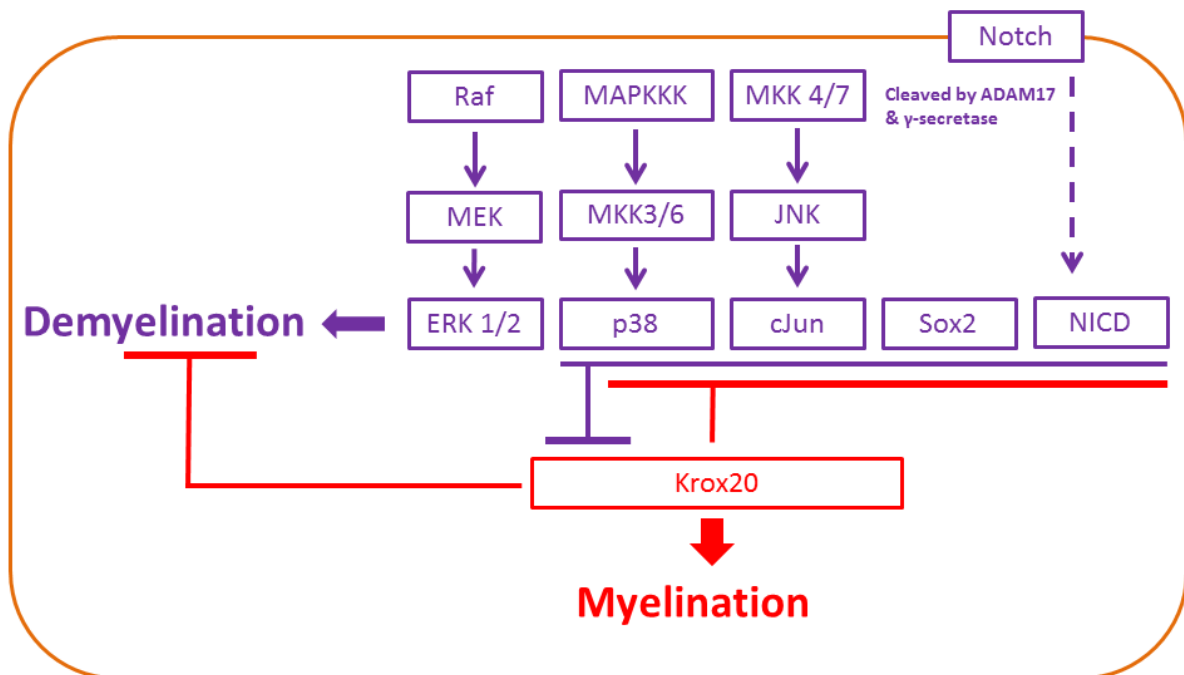 Notch
Raf
MAPKKK
MKK 4/7
Cleaved by ADAM17
& γ-secretase
MEK
MKK3/6
JNK
Demyelination
ERK 1/2
p38
cJun
Sox2
NICD
Krox20
Myelination